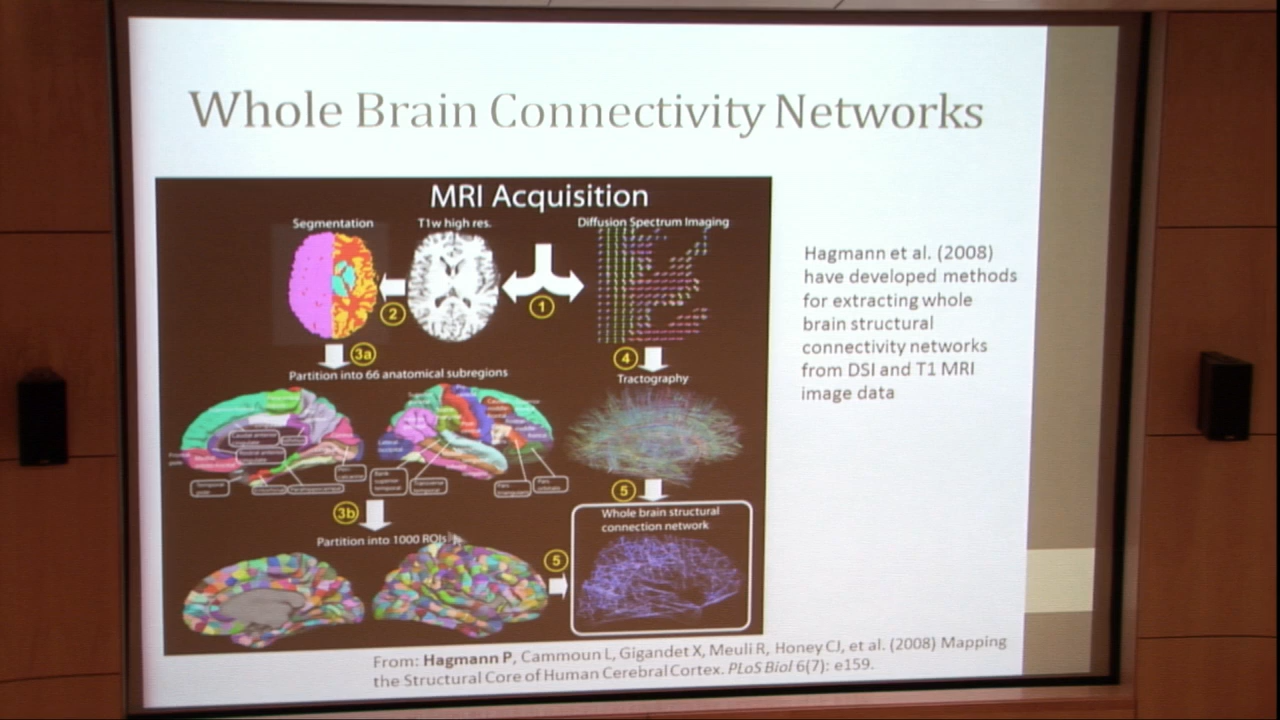 Whole Brain Connectivity Networks
MRI Acquisition
Segmentation
T1w high res.
Diffusion Spectrum Imaging
1
2
3a
4
Partition into 66 anatomical subregions
Tractography
3b
5
Partition into 1000 ROIs
5
Whole brain structural
connection network
Hagmann et al. (2008)
have developed methods
for extracting whole
brain structural
connectivity networks
from DSI and T1 MRI
image data
From: Hagmann P, Cammoun L, Gigandet X, Meuli R, Honey CJ, et al. (2008) Mapping
the Structural Core of Human Cerebral Cortex. PLoS Biol 6(7): e159.